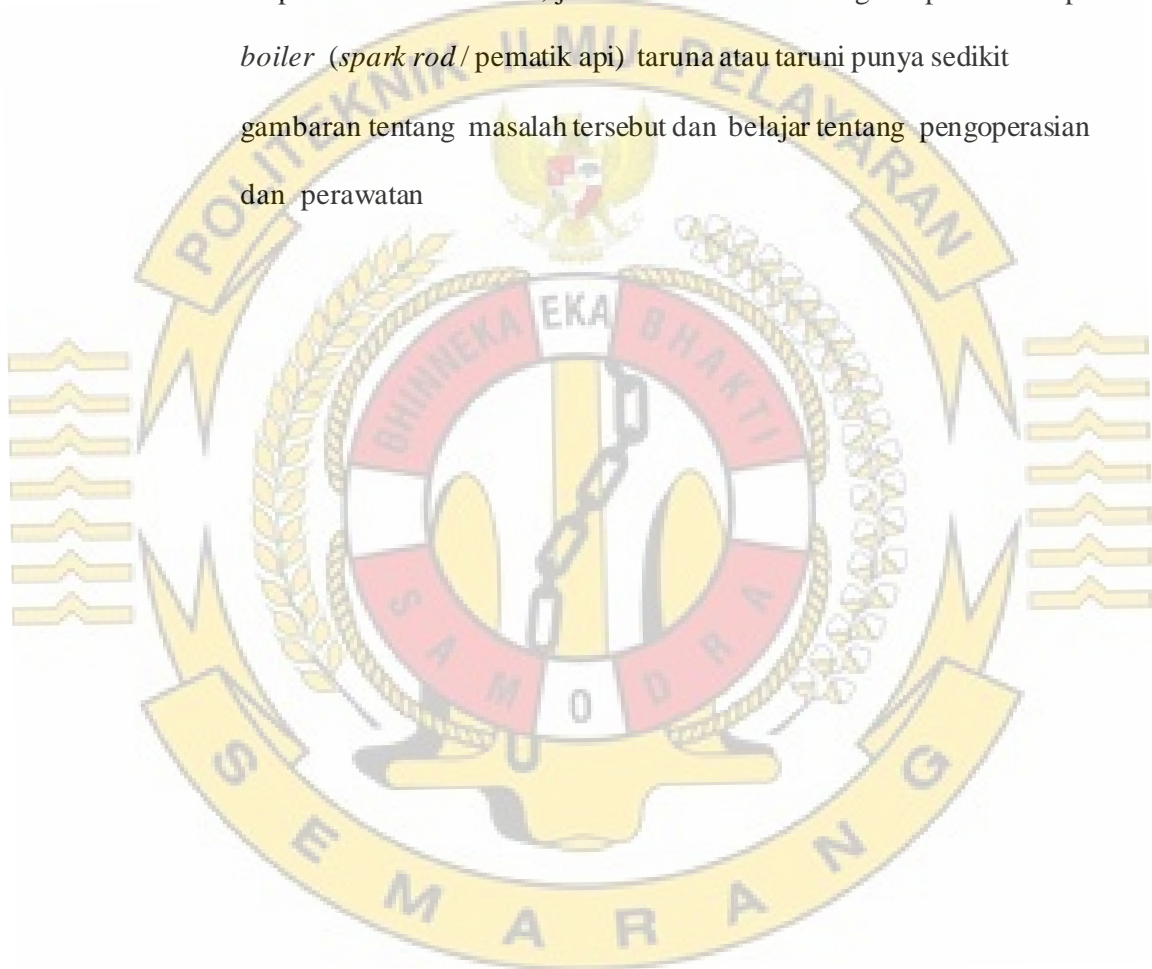 boiler (spark rod / pematik api) taruna atau taruni punya sedikit
gambaran tentang masalah tersebut dan belajar tentang pengoperasian
dan perawatan
POLITEKNIK ILMU PELAYARAN
BHINNEKA EKA BHAKTI
SAMODRA
SEMARANG